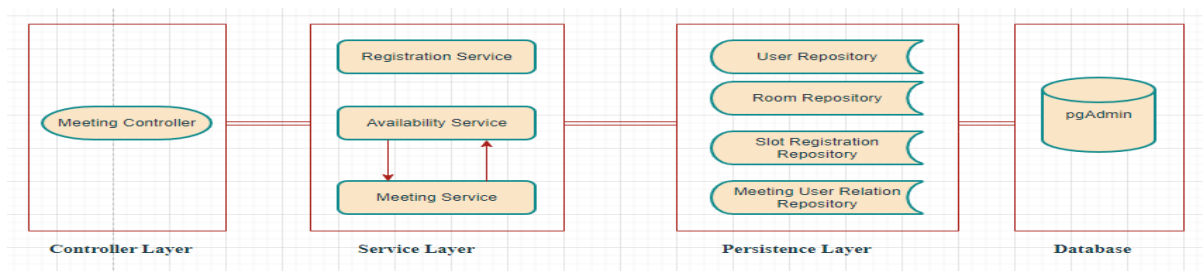 Meeting Controller
Controller Layer
Registration Service
Availability Service
Meeting Service
Service Layer
User Repository
Room Repository
Slot Registration
Repository
Meeting User Relation
Repository
Persistence Layer
pgAdmin
Database